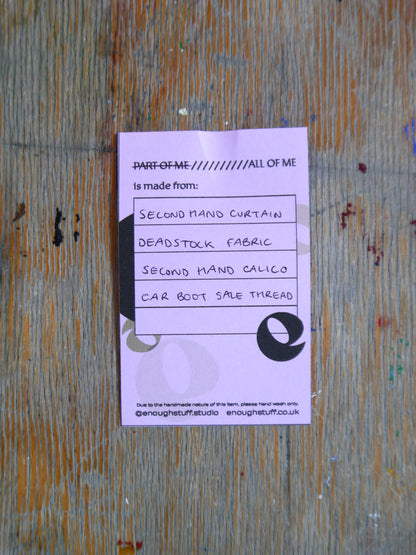 PART OF ME //////////ALL OF ME
is made from:
SECOND HAND CURTAIN
DEADSTOCK FABRIC
SECOND HAND CALICO
CAR BOOT SALE THREAD
Due to the handmade nature of this item, please hand wash only.
@enoughstuff.studio enoughstuff.co.uk